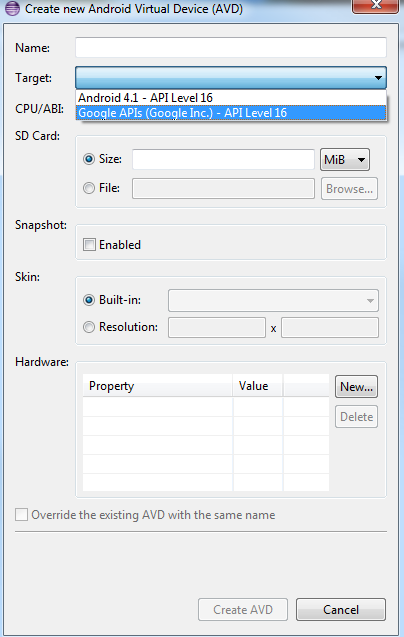 Create new Android Virtual Device (AVD)
Name:
Target:
Android 4.1 - API Level 16
CPU/ABI:
Google APIs (Google Inc.) - API Level 16
SD Card:
Size:
MiB
File:
Browse...
Snapshot:
Enabled
Skin:
Built-in:
Resolution:
x
Hardware:
Property Value
New...
Delete
Override the existing AVD with the same name
Create AVD Cancel